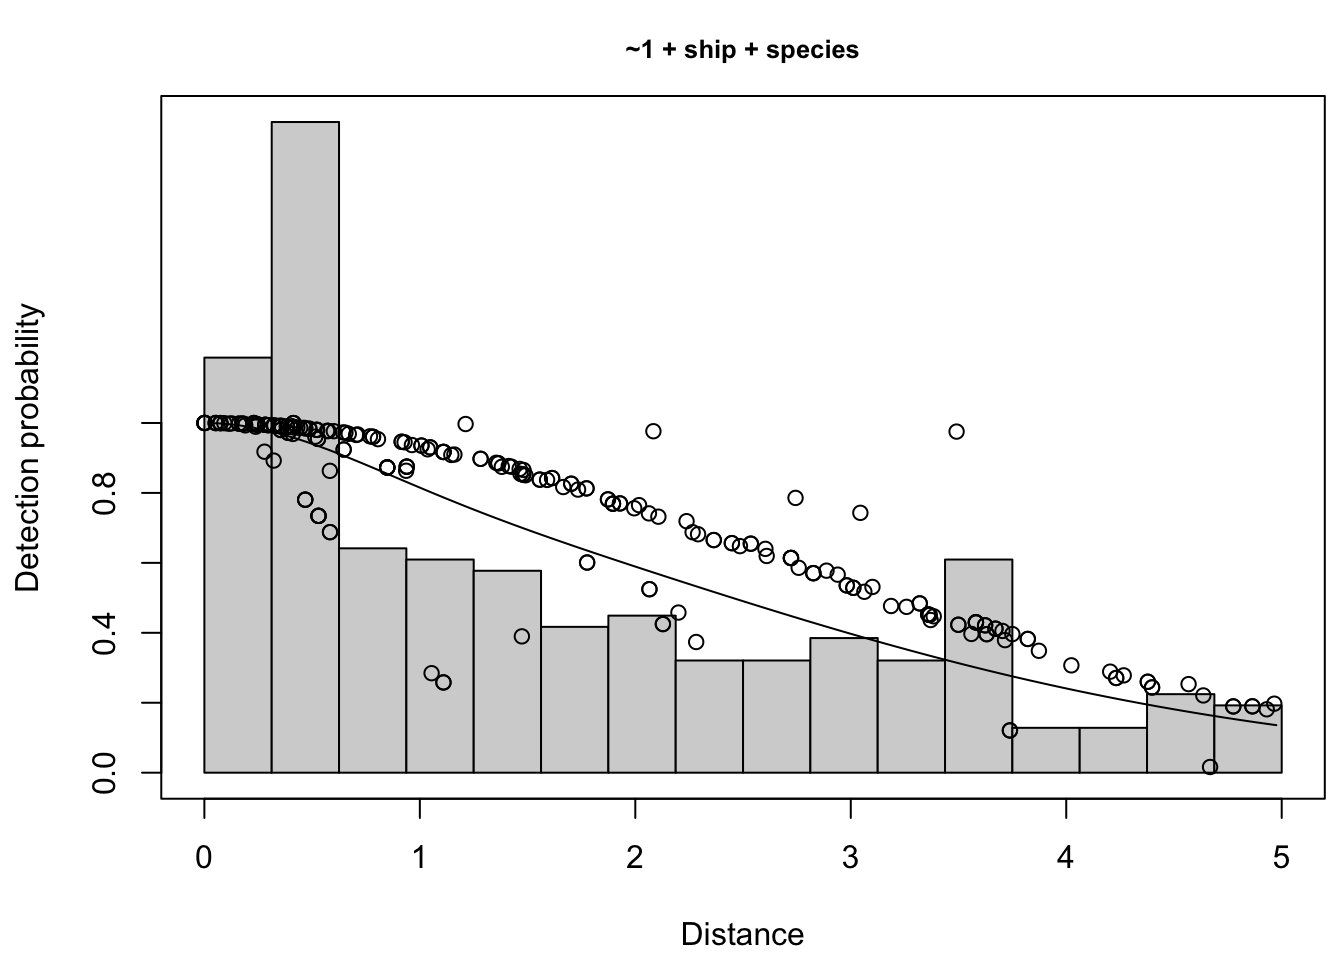 ~1 + ship + species
Detection probability
0.8
0.4
0.0
0 1 2 3 4 5
Distance